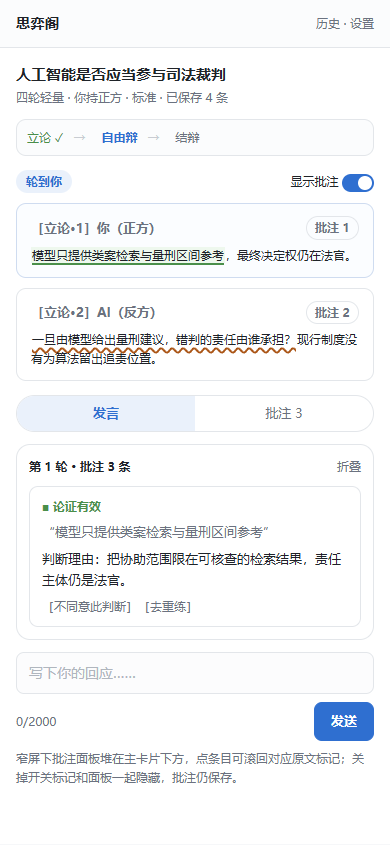 思弈阁
历史 · 设置
人工智能是否应当参与司法裁判
四轮轻量 · 你持正方 · 标准 · 已保存 4 条
立论 ✓ → 自由辩 → 结辩
轮到你
显示批注
［立论•1］你（正方）
批注 1
模型只提供类案检索与量刑区间参考，最终决定权仍在法官。
［立论•2］AI（反方）
批注 2
一旦由模型给出量刑建议，错判的责任由谁承担？现行制度没
有为算法留出追责位置。
发言
批注 3
第 1 轮 • 批注 3 条
折叠
■ 论证有效
“模型只提供类案检索与量刑区间参考”
判断理由：把协助范围限在可核查的检索结果，责任
主体仍是法官。
［不同意此判断］ ［去重练］
写下你的回应……
0/2000
发送
窄屏下批注面板堆在主卡片下方，点条目可滚回对应原文标记；关
掉开关标记和面板一起隐藏，批注仍保存。